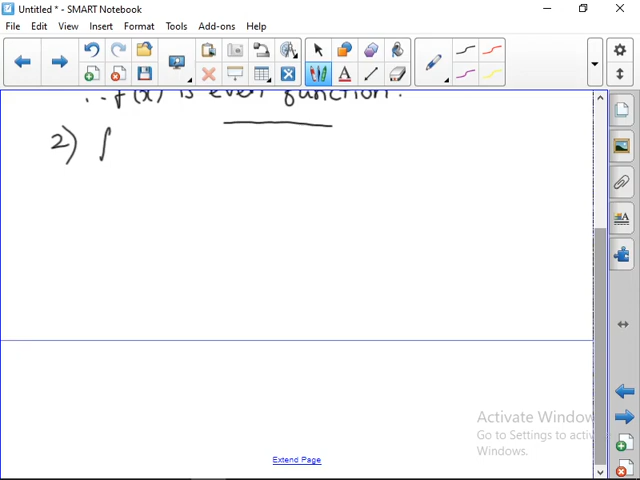 Untitled * - SMART Notebook
File Edit View Insert Format Tools Add-ons Help
∴ f(x) is even function.
2) ∫
Activate Window
Go to Settings to activ
Windows.
Extend Page